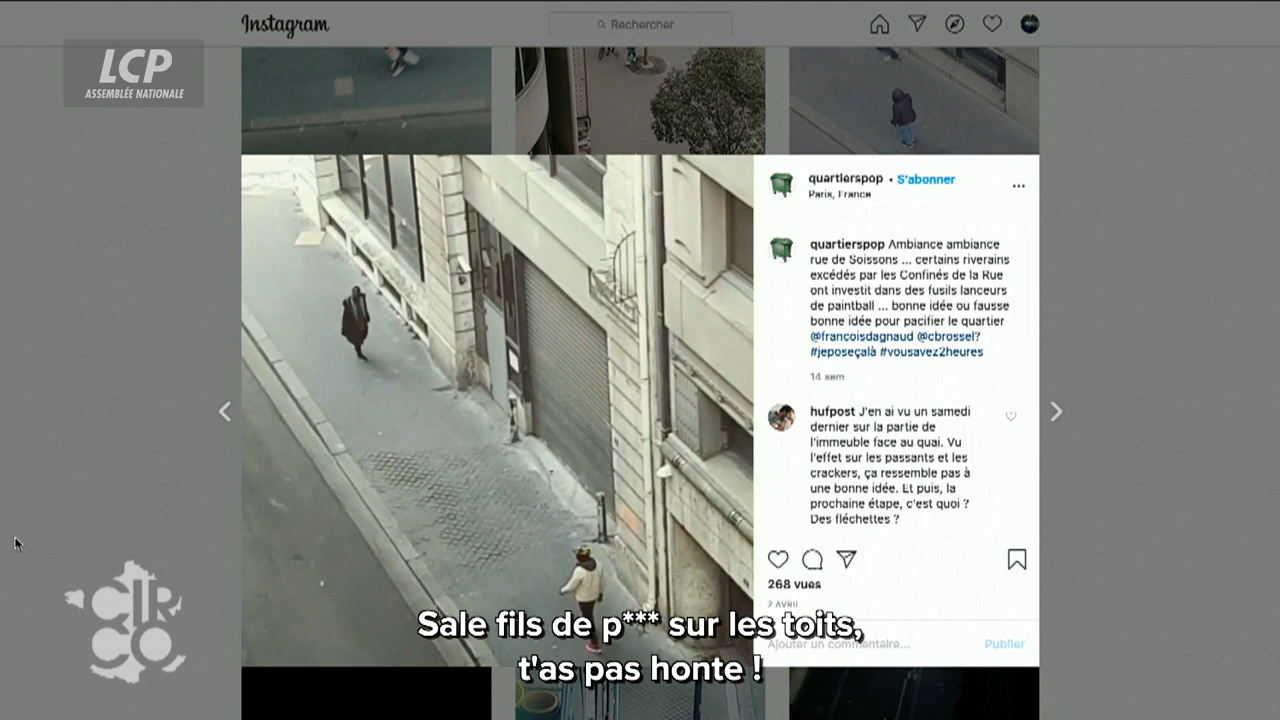 Instagram
Rechercher
LCP
ASSEMBLÉE NATIONALE
quartierspop • S'abonner
Paris, France
quartierspop Ambiance ambiance
rue de Soissons ... certains riverains
excédés par les Confinés de la Rue
ont investit dans des fusils lanceurs
de paintball ... bonne idée ou fausse
bonne idée pour pacifier le quartier
@francoisdagnaud @cbrossel?
#jeposeçalà #vousavez2heures
14 sem
hufpost J'en ai vu un samedi
dernier sur la partie de
l'immeuble face au quai. Vu
l'effet sur les passants et les
crackers, ça ressemble pas à
une bonne idée. Et puis, la
prochaine étape, c'est quoi ?
Des fléchettes ?
268 vues
2 AVRIL
Ajouter un commentaire...
Publier
CIR
CO
Sale fils de p*** sur les toits,
t'as pas honte !